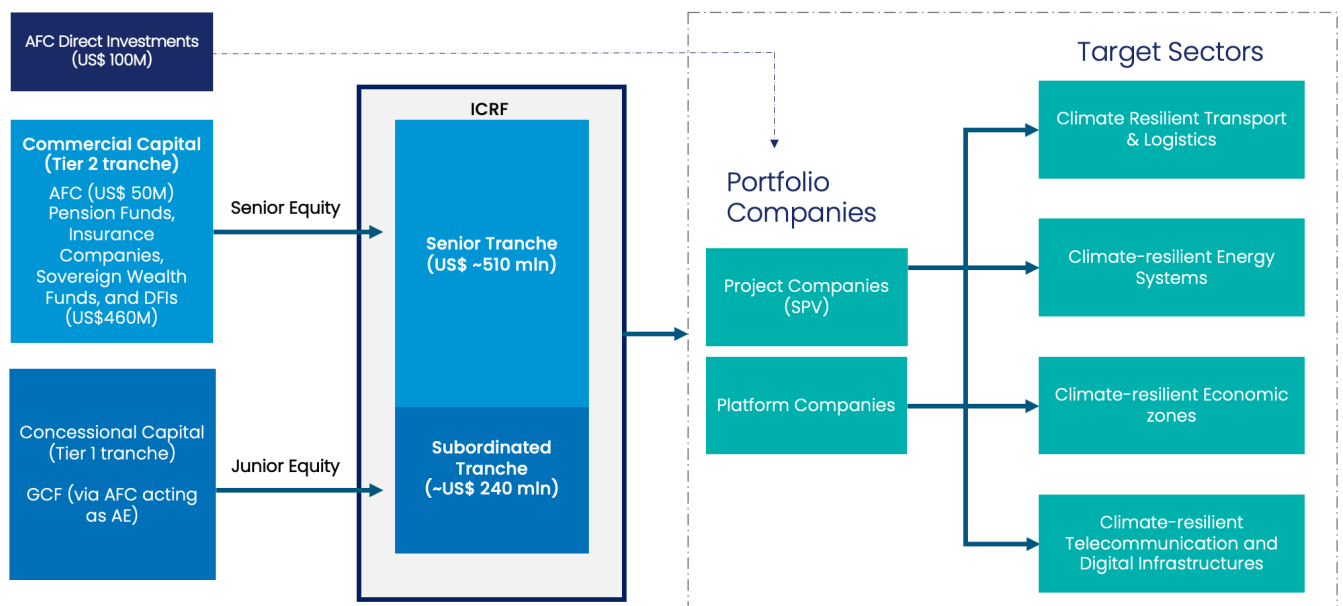 AFC Direct Investments
(US$ 100M)
Commercial Capital
(Tier 2 tranche)
AFC (US$ 50M)
Pension Funds,
Insurance
Companies,
Sovereign Wealth
Funds, and DFIs
(US$460M)
Concessional Capital
(Tier 1 tranche)
GCF (via AFC acting
as AE)
Senior Equity
Junior Equity
ICRF
Senior Tranche
(US$ ~510 mln)
Subordinated
Tranche
(~US$ 240 mln)
Portfolio
Companies
Project Companies
(SPV)
Platform Companies
Target Sectors
Climate Resilient Transport
& Logistics
Climate-resilient Energy
Systems
Climate-resilient Economic
zones
Climate-resilient
Telecommunication and
Digital Infrastructures